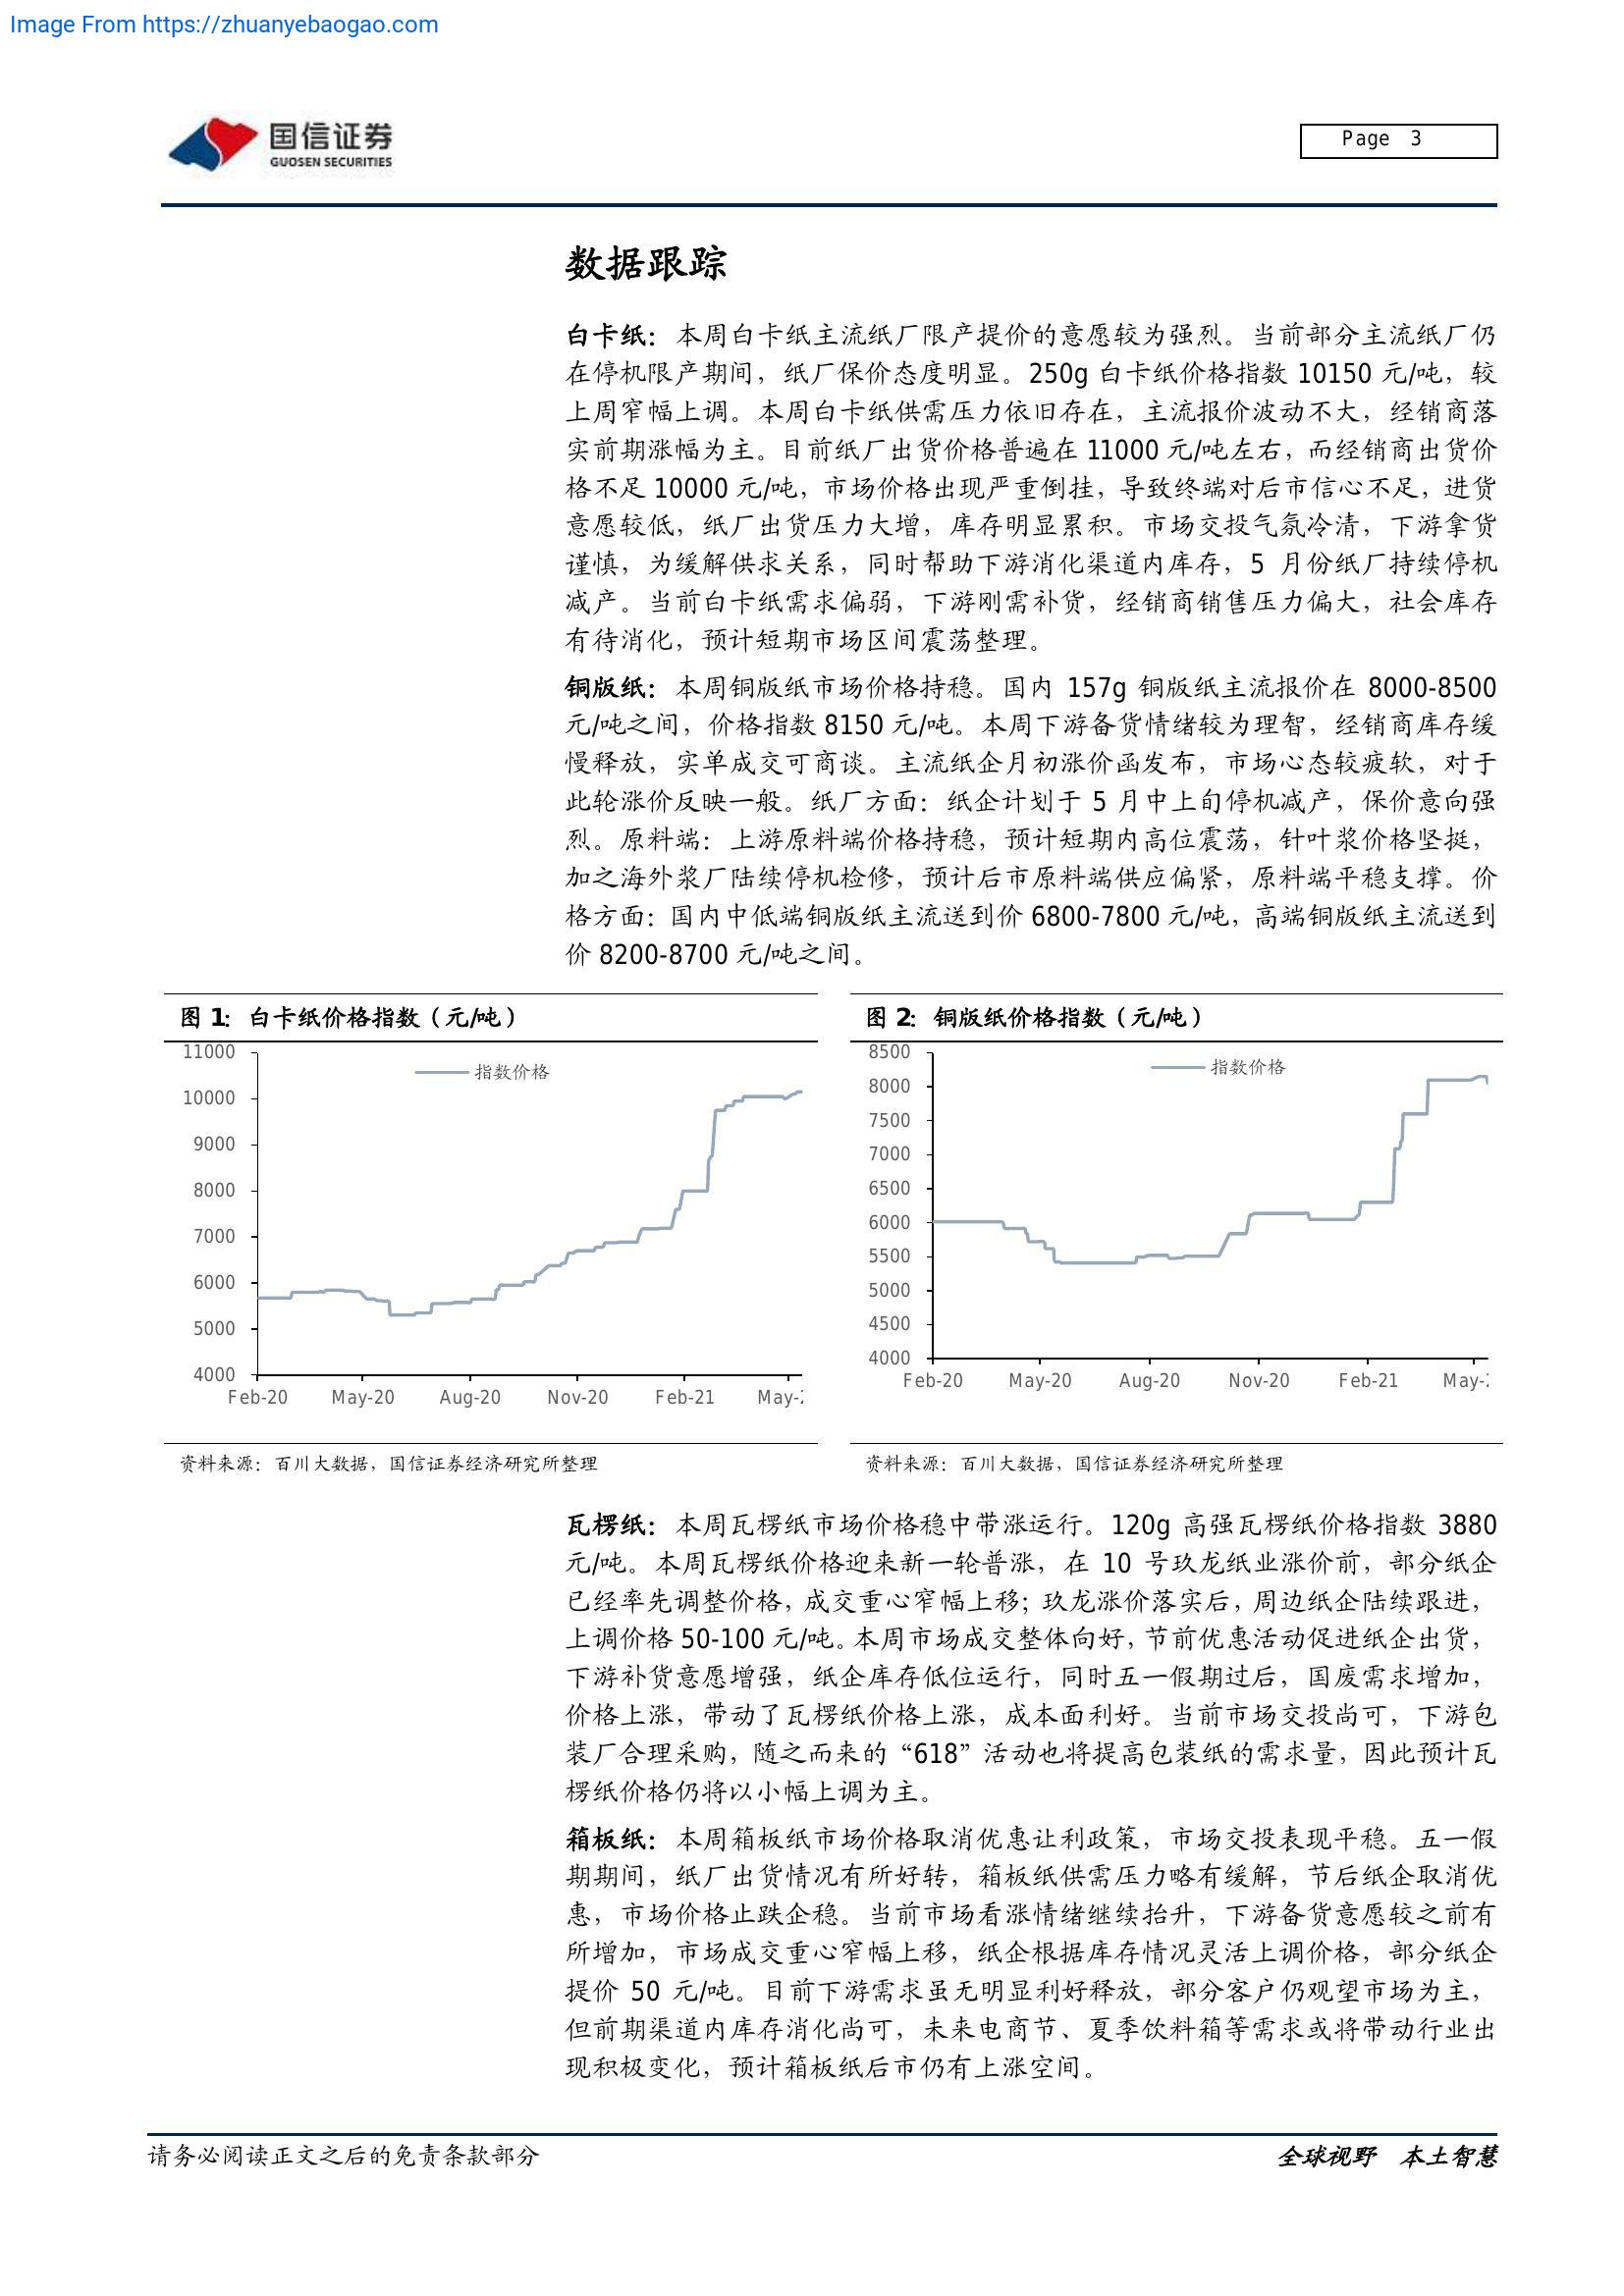 Image From https://zhuanyebaogao.com
国信证券
GUOSEN SECURITIES
Page 3
数据跟踪
白卡纸：本周白卡纸主流纸厂限产提价的意愿较为强烈。当前部分主流纸厂仍
在停机限产期间，纸厂保价态度明显。250g 白卡纸价格指数 10150 元/吨，较
上周窄幅上调。本周白卡纸供需压力依旧存在，主流报价波动不大，经销商落
实前期涨幅为主。目前纸厂出货价格普遍在 11000 元/吨左右，而经销商出货价
格不足 10000 元/吨，市场价格出现严重倒挂，导致终端对后市信心不足，进货
意愿较低，纸厂出货压力大增，库存明显累积。市场交投气氛冷清，下游拿货
谨慎，为缓解供求关系，同时帮助下游消化渠道内库存，5 月份纸厂持续停机
减产。当前白卡纸需求偏弱，下游刚需补货，经销商销售压力偏大，社会库存
有待消化，预计短期市场区间震荡整理。
铜版纸：本周铜版纸市场价格持稳。国内 157g 铜版纸主流报价在 8000-8500
元/吨之间，价格指数 8150 元/吨。本周下游备货情绪较为理智，经销商库存缓
慢释放，实单成交可商谈。主流纸企月初涨价函发布，市场心态较疲软，对于
此轮涨价反映一般。纸厂方面：纸企计划于 5 月中上旬停机减产，保价意向强
烈。原料端：上游原料端价格持稳，预计短期内高位震荡，针叶浆价格坚挺，
加之海外浆厂陆续停机检修，预计后市原料端供应偏紧，原料端平稳支撑。价
格方面：国内中低端铜版纸主流送到价 6800-7800 元/吨，高端铜版纸主流送到
价 8200-8700 元/吨之间。
图 1：白卡纸价格指数（元/吨）
指数价格
11000
10000
9000
8000
7000
6000
5000
4000
Feb-20 May-20 Aug-20 Nov-20 Feb-21 May-
资料来源：百川大数据，国信证券经济研究所整理
图 2：铜版纸价格指数（元/吨）
指数价格
8500
8000
7500
7000
6500
6000
5500
5000
4500
4000
Feb-20 May-20 Aug-20 Nov-20 Feb-21 May-
资料来源：百川大数据，国信证券经济研究所整理
瓦楞纸：本周瓦楞纸市场价格稳中带涨运行。120g 高强瓦楞纸价格指数 3880
元/吨。本周瓦楞纸价格迎来新一轮普涨，在 10 号玖龙纸业涨价前，部分纸企
已经率先调整价格，成交重心窄幅上移；玖龙涨价落实后，周边纸企陆续跟进，
上调价格 50-100 元/吨。本周市场成交整体向好，节前优惠活动促进纸企出货，
下游补货意愿增强，纸企库存低位运行，同时五一假期过后，国废需求增加，
价格上涨，带动了瓦楞纸价格上涨，成本面利好。当前市场交投尚可，下游包
装厂合理采购，随之而来的“618”活动也将提高包装纸的需求量，因此预计瓦
楞纸价格仍将以小幅上调为主。
箱板纸：本周箱板纸市场价格取消优惠让利政策，市场交投表现平稳。五一假
期期间，纸厂出货情况有所好转，箱板纸供需压力略有缓解，节后纸企取消优
惠，市场价格止跌企稳。当前市场看涨情绪继续抬升，下游备货意愿较之前有
所增加，市场成交重心窄幅上移，纸企根据库存情况灵活上调价格，部分纸企
提价 50 元/吨。目前下游需求虽无明显利好释放，部分客户仍观望市场为主，
但前期渠道内库存消化尚可，未来电商节、夏季饮料箱等需求或将带动行业出
现积极变化，预计箱板纸后市仍有上涨空间。
请务必阅读正文之后的免责条款部分
全球视野 本土智慧